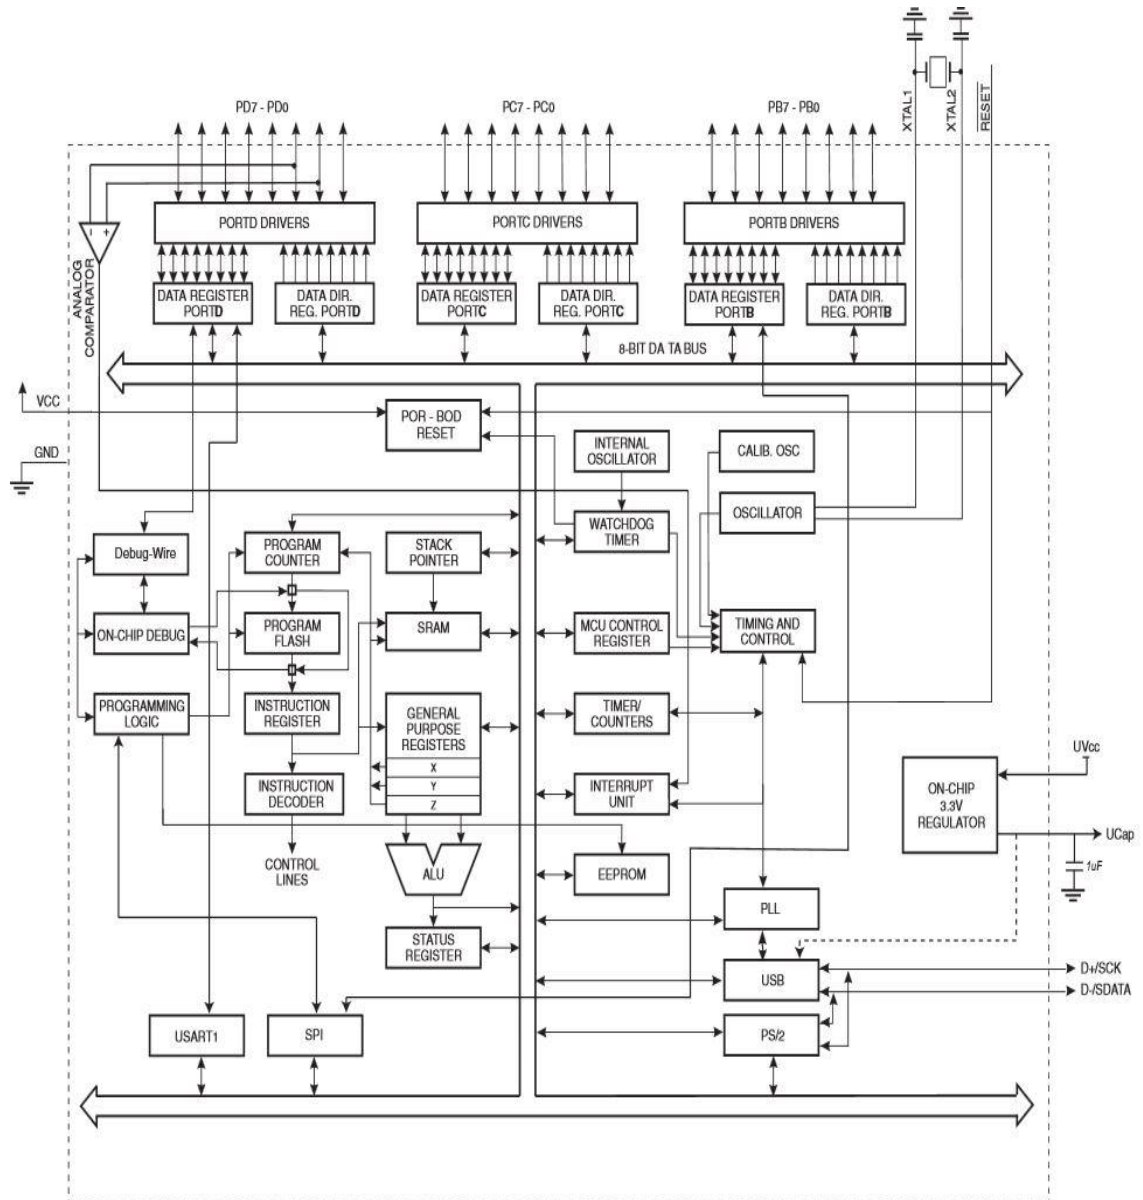 XTAL1
XTAL2
RESET
PD7 - PD0
PC7 - PC0
PB7 - PB0
PORTD DRIVERS
PORTC DRIVERS
PORTB DRIVERS
- +
ANALOG
COMPARATOR
DATA REGISTER
PORTD
DATA DIR.
REG. PORTD
DATA REGISTER
PORTC
DATA DIR.
REG. PORTC
DATA REGISTER
PORTB
DATA DIR.
REG. PORTB
8-BIT DA TA BUS
VCC
GND
POR - BOD
RESET
INTERNAL
OSCILLATOR
CALIB. OSC
WATCHDOG
TIMER
OSCILLATOR
Debug-Wire
PROGRAM
COUNTER
STACK
POINTER
ON-CHIP DEBUG
PROGRAM
FLASH
SRAM
MCU CONTROL
REGISTER
TIMING AND
CONTROL
PROGRAMMING
LOGIC
INSTRUCTION
REGISTER
GENERAL
PURPOSE
REGISTERS
X
Y
Z
TIMER/
COUNTERS
INSTRUCTION
DECODER
INTERRUPT
UNIT
UVcc
ON-CHIP
3.3V
REGULATOR
UCap
1uF
CONTROL
LINES
ALU
EEPROM
PLL
STATUS
REGISTER
USB
D+/SCK
D-/SDATA
USART1
SPI
PS/2